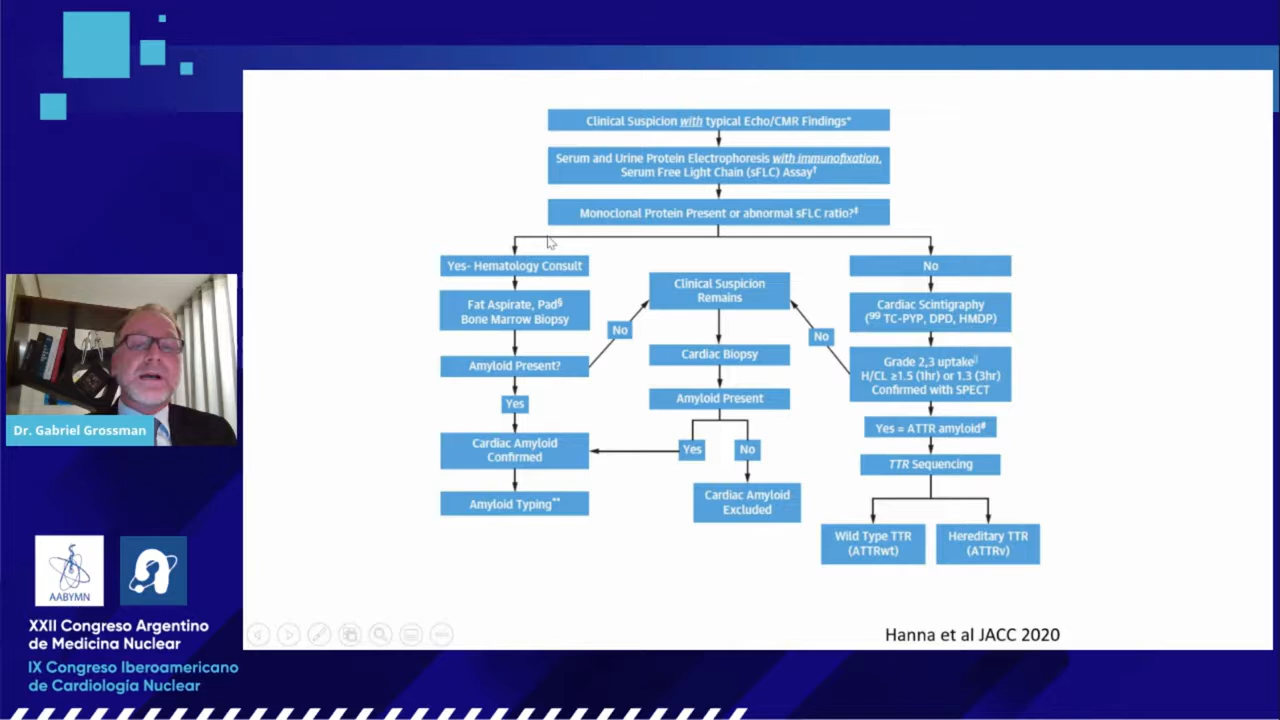 Clinical Suspicion with typical Echo/CMR Findings*
Serum and Urine Protein Electrophoresis with immunofixation,
Serum Free Light Chain (sFLC) Assay†
Monoclonal Protein Present or abnormal sFLC ratio?‡
Yes- Hematology Consult
Fat Aspirate, Pad§
Bone Marrow Biopsy
Amyloid Present?
Yes
Cardiac Amyloid
Confirmed
Amyloid Typing**
No
Clinical Suspicion
Remains
Cardiac Biopsy
Amyloid Present
Yes
No
Cardiac Amyloid
Excluded
No
No
Cardiac Scintigraphy
(⁹⁹ TC-PYP, DPD, HMDP)
Grade 2,3 uptake||
H/CL ≥1.5 (1hr) or 1.3 (3hr)
Confirmed with SPECT
Yes = ATTR amyloid#
TTR Sequencing
Wild Type TTR
(ATTRwt)
Hereditary TTR
(ATTRv)
Hanna et al JACC 2020
Dr. Gabriel Grossman
AABYMN
XXII Congreso Argentino
de Medicina Nuclear
IX Congreso Iberoamericano
de Cardiología Nuclear